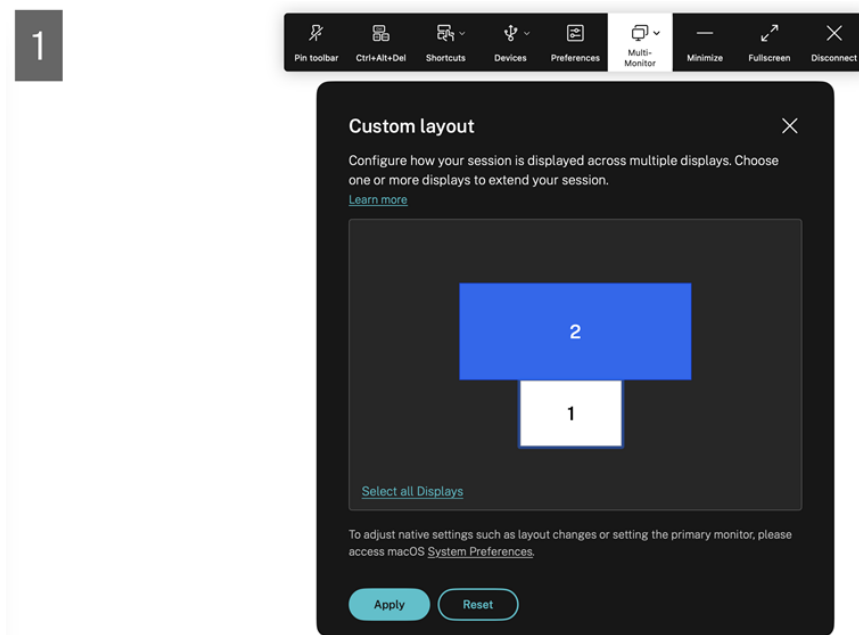 1
Pin toolbar
Ctrl+Alt+Del
Shortcuts
Devices
Preferences
Multi-
Monitor
Minimize
Fullscreen
Disconnect
Custom layout
Configure how your session is displayed across multiple displays. Choose
one or more displays to extend your session.
Learn more
2
1
Select all Displays
To adjust native settings such as layout changes or setting the primary monitor, please
access macOS System Preferences.
Apply
Reset